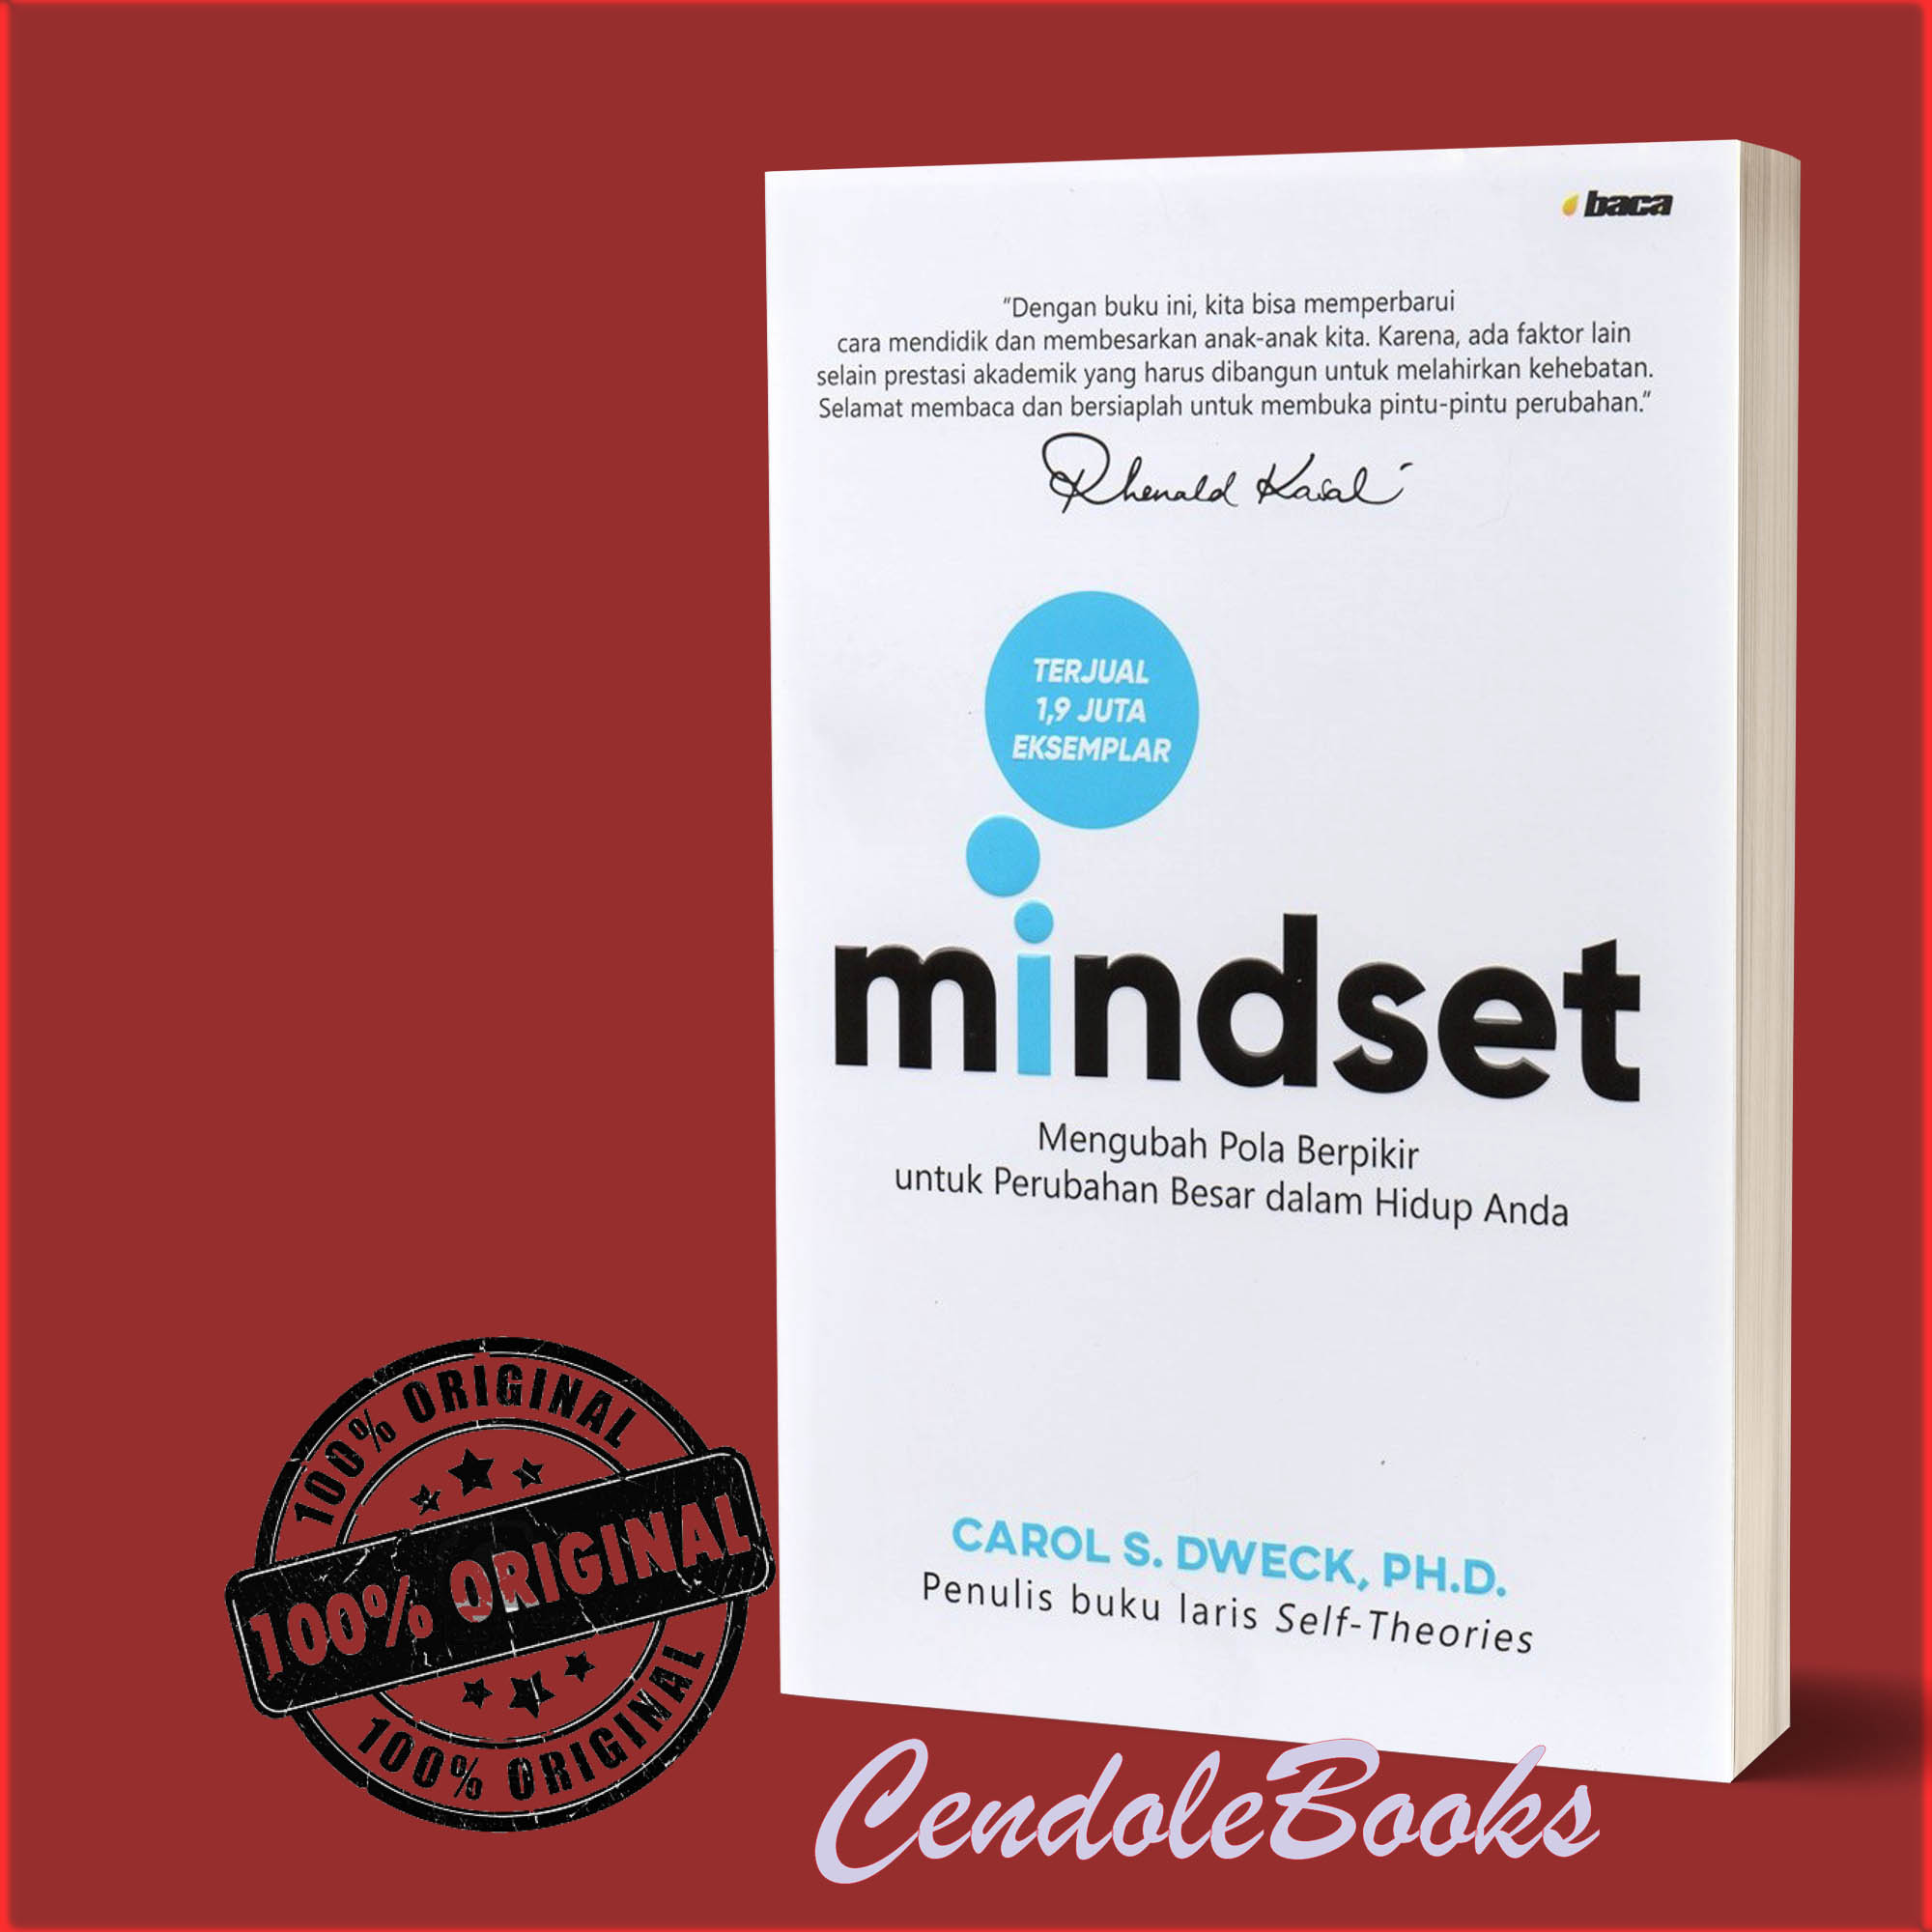 baca
“Dengan buku ini, kita bisa memperbarui
cara mendidik dan membesarkan anak-anak kita. Karena, ada faktor lain
selain prestasi akademik yang harus dibangun untuk melahirkan kehebatan.
Selamat membaca dan bersiaplah untuk membuka pintu-pintu perubahan.”
Rhenald Kasali
TERJUAL
1,9 JUTA
EKSEMPLAR
mindset
Mengubah Pola Berpikir
untuk Perubahan Besar dalam Hidup Anda
CAROL S. DWECK, PH.D.
Penulis buku laris Self-Theories
100% ORIGINAL
100% ORIGINAL
100% ORIGINAL
CendoleBooks